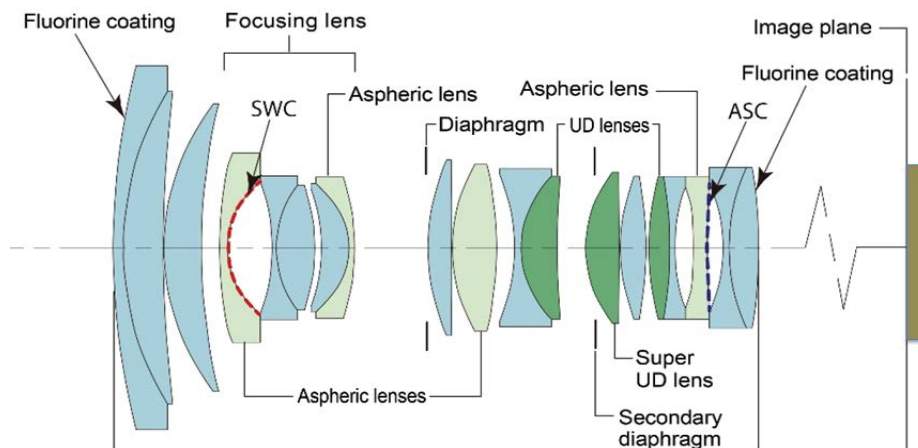 Fluorine coating
Focusing lens
Image plane
Fluorine coating
Aspheric lens
Aspheric lens
SWC
ASC
Diaphragm
UD lenses
Aspheric lenses
Super
UD lens
Secondary
diaphragm